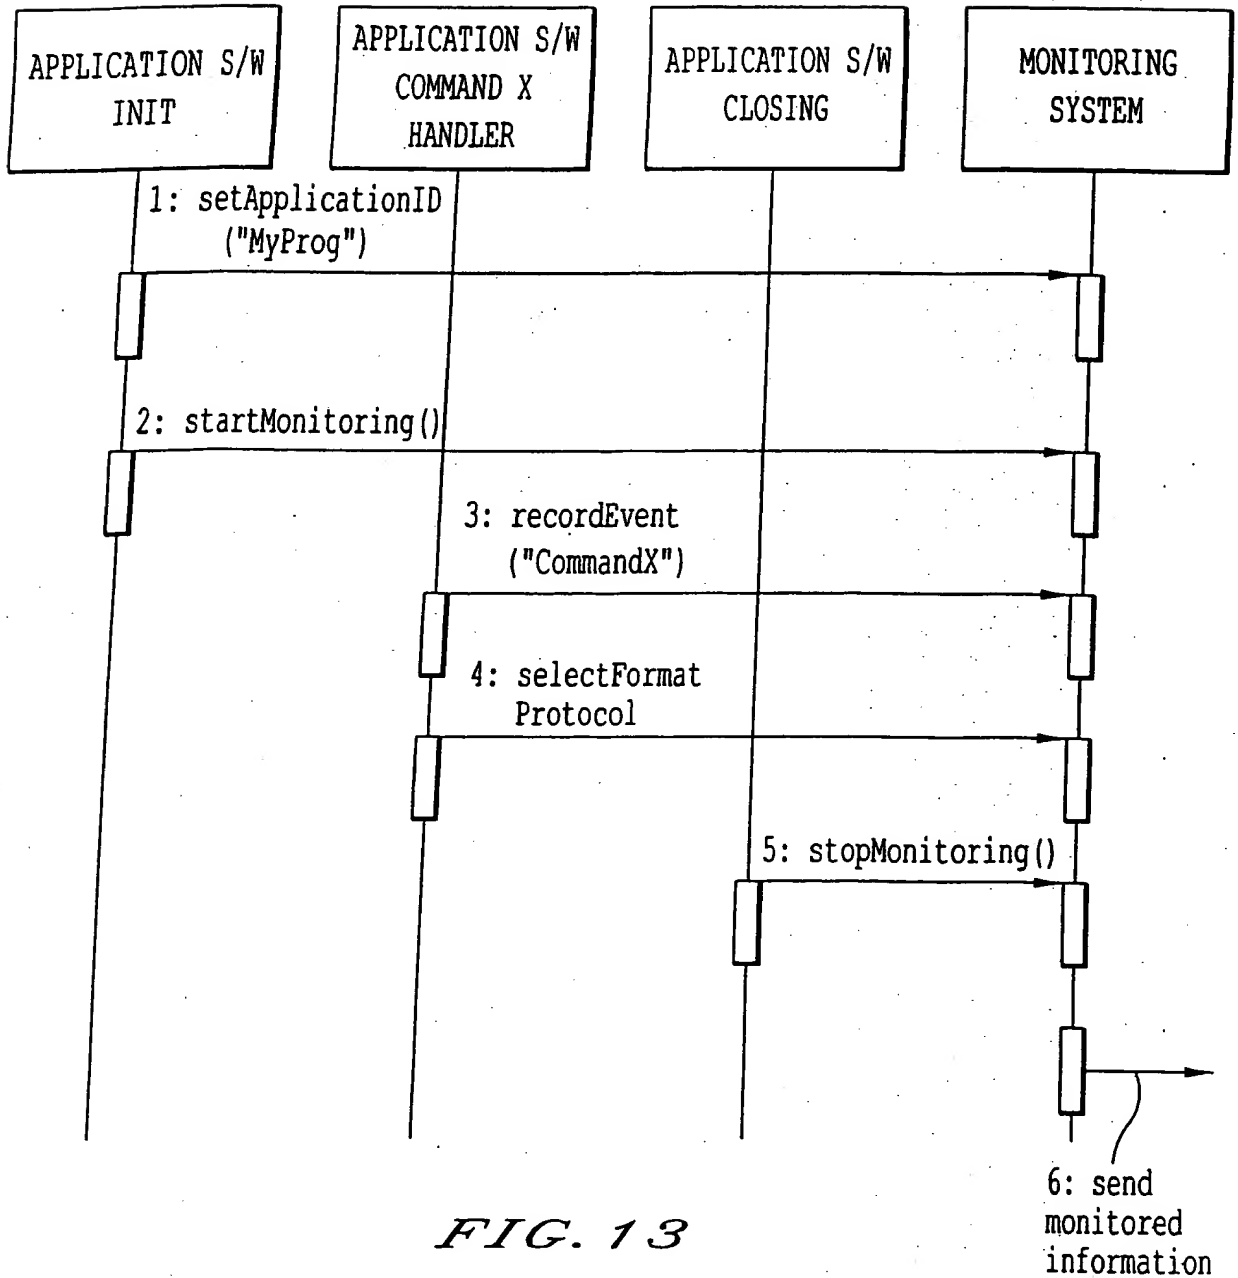 APPLICATION S/W
INIT
APPLICATION S/W
COMMAND X
HANDLER
APPLICATION S/W
CLOSING
MONITORING
SYSTEM
1: setApplicationID
("MyProg")
2: startMonitoring()
3: recordEvent
("CommandX")
4: selectFormat
Protocol
5: stopMonitoring()
6: send
monitored
information
FIG. 13